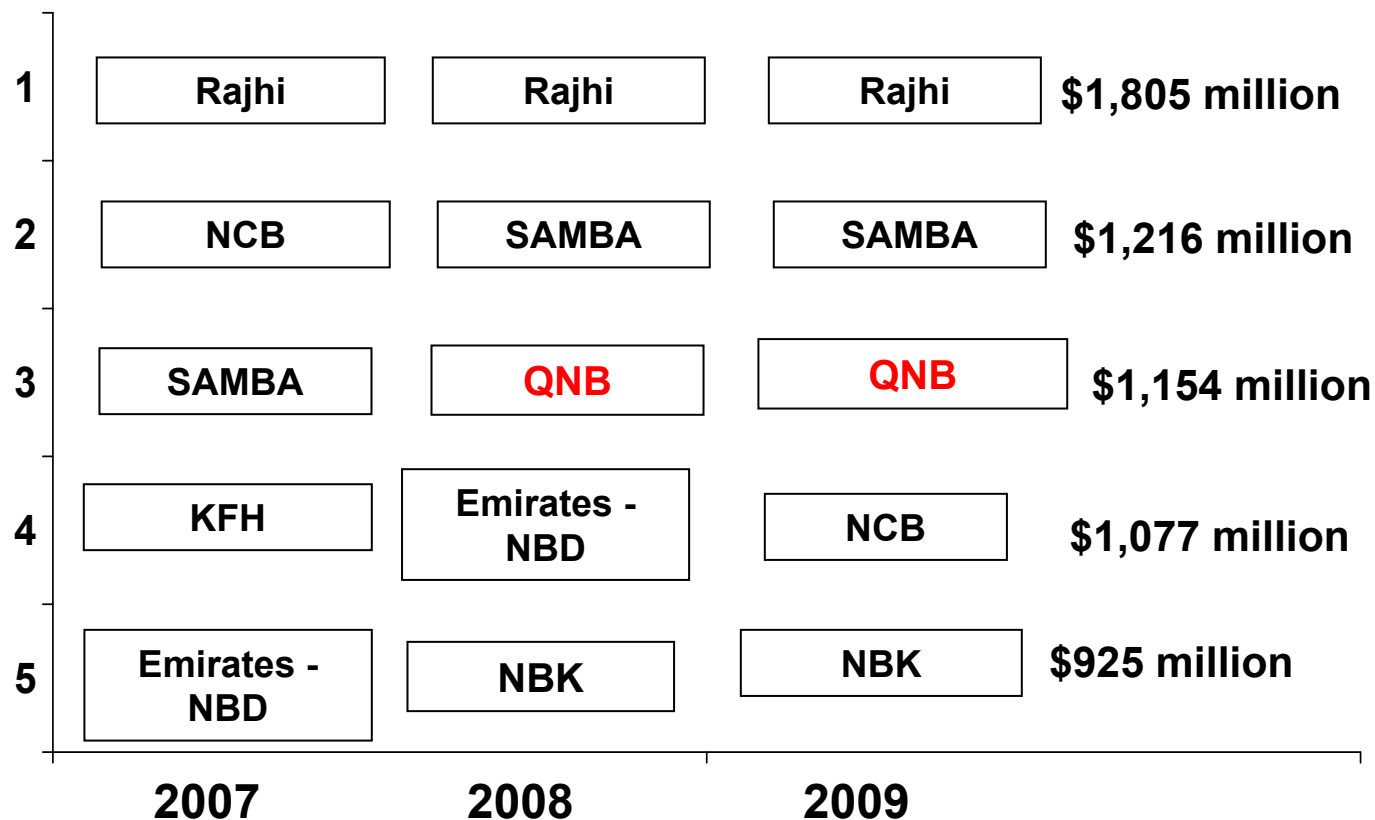 1 Rajhi Rajhi Rajhi $1,805 million
2 NCB SAMBA SAMBA $1,216 million
3 SAMBA QNB QNB $1,154 million
4 KFH Emirates - NBD NCB $1,077 million
5 Emirates - NBD NBK NBK $925 million
2007 2008 2009